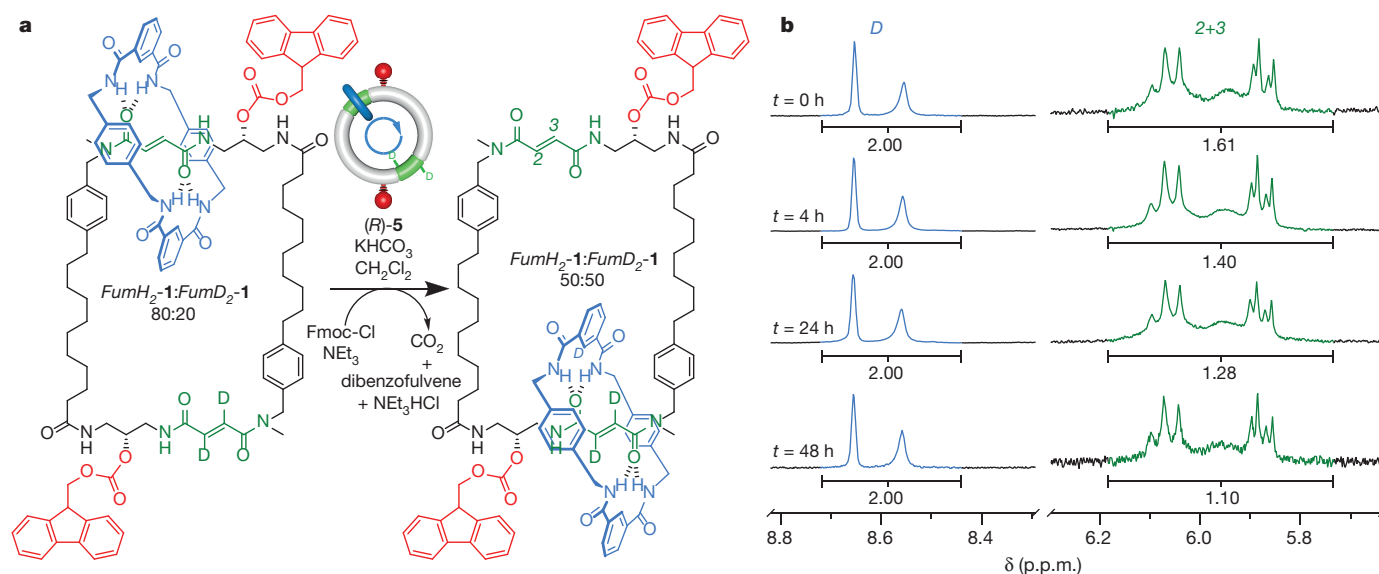 a
(R)-5
KHCO3
CH2Cl2
Fmoc-Cl
NEt3
CO2
+
dibenzofulvene
+ NEt3HCl
FumH2-1:FumD2-1
80:20
FumH2-1:FumD2-1
50:50
2
3
D
D
D
D
D
D
D
b
D
2+3
t = 0 h
2.00
1.61
t = 4 h
2.00
1.40
t = 24 h
2.00
1.28
t = 48 h
2.00
1.10
8.8 8.6 8.4 6.2 6.0 5.8
δ (p.p.m.)